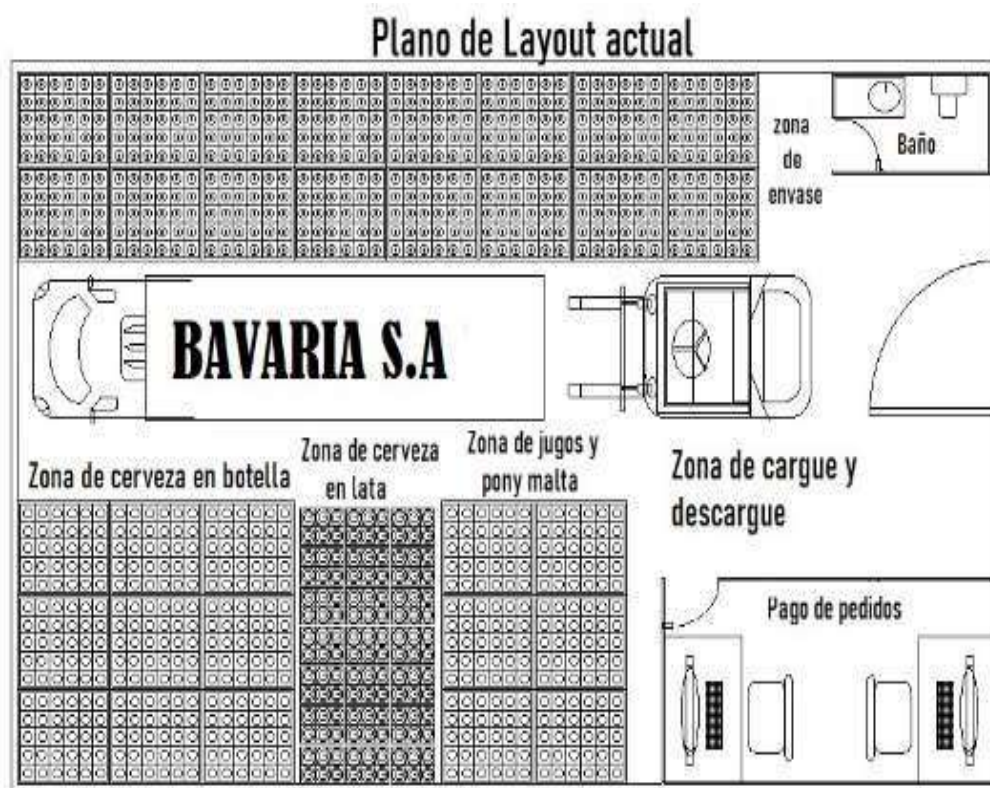 Plano de Layout actual
zona
de
envase
Baño
BAVARIA S.A
Zona de cerveza en botella
Zona de cerveza
en lata
Zona de jugos y
pony malta
Zona de cargue y
descargue
Pago de pedidos